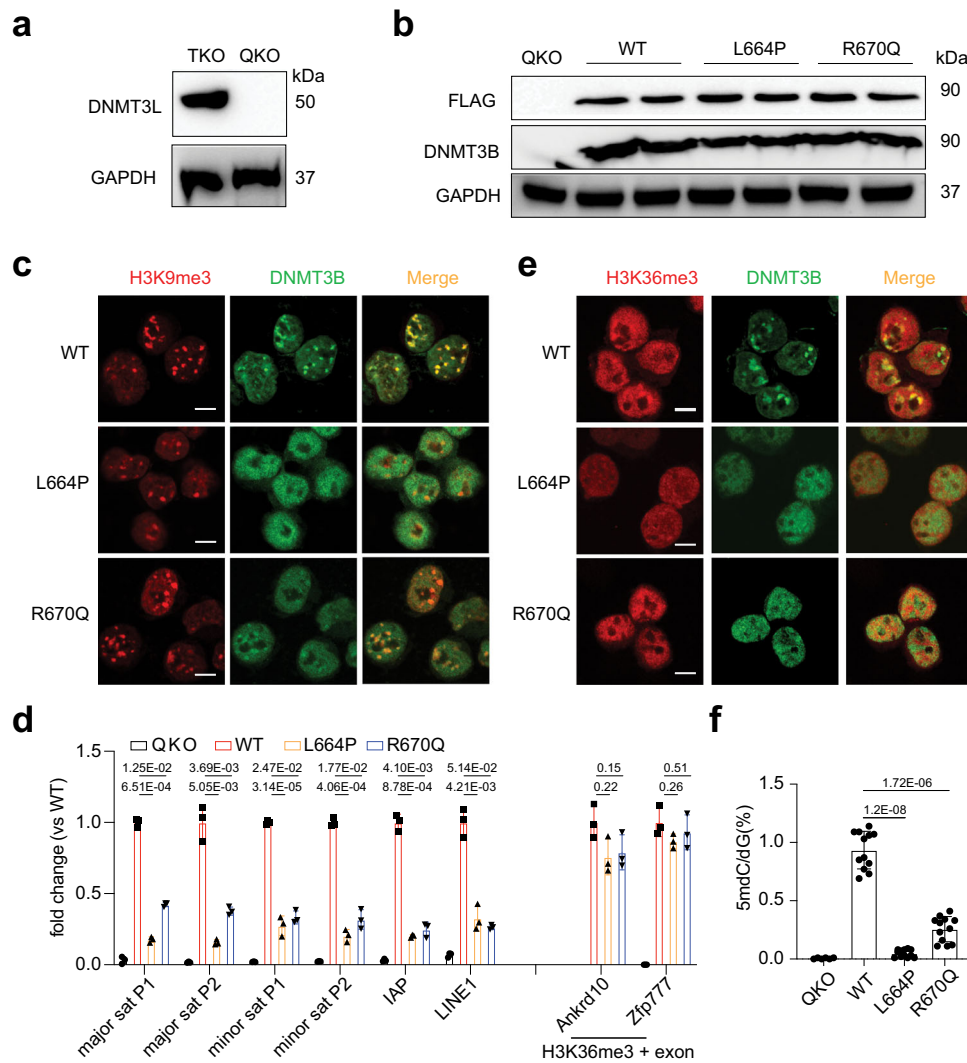 a
TKO QKO
kDa
DNMT3L
50
GAPDH
37
b
QKO WT L664P R670Q kDa
FLAG
90
DNMT3B
90
GAPDH
37
c
H3K9me3 DNMT3B Merge
WT
L664P
R670Q
e
H3K36me3 DNMT3B Merge
WT
L664P
R670Q
d
QKO WT L664P R670Q
fold change (vs WT)
1.5
1.0
0.5
0.0
1.25E-02 3.69E-03 2.47E-02 1.77E-02 4.10E-03 5.14E-02 0.15 0.51
6.51E-04 5.05E-03 3.14E-05 4.06E-04 8.78E-04 4.21E-03 0.22 0.26
major sat P1
major sat P2
minor sat P1
minor sat P2
IAP
LINE1
Ankrd10
Zfp777
H3K36me3 + exon
f
5mdC/dG(%)
1.5
1.0
0.5
0.0
1.72E-06
1.2E-08
QKO
WT
L664P
R670Q